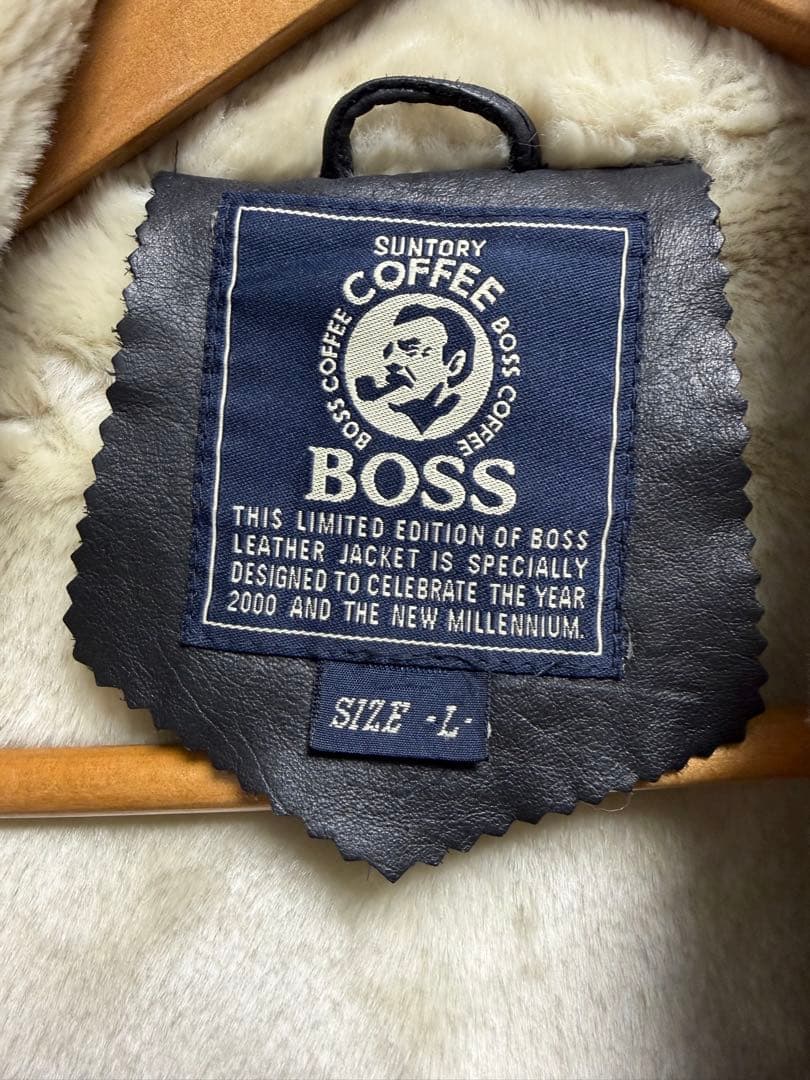 SUNTORY
COFFEE
BOSS COFFEE
BOSS COFFEE
BOSS
THIS LIMITED EDITION OF BOSS
LEATHER JACKET IS SPECIALLY
DESIGNED TO CELEBRATE THE YEAR
2000 AND THE NEW MILLENNIUM.
SIZE -L-